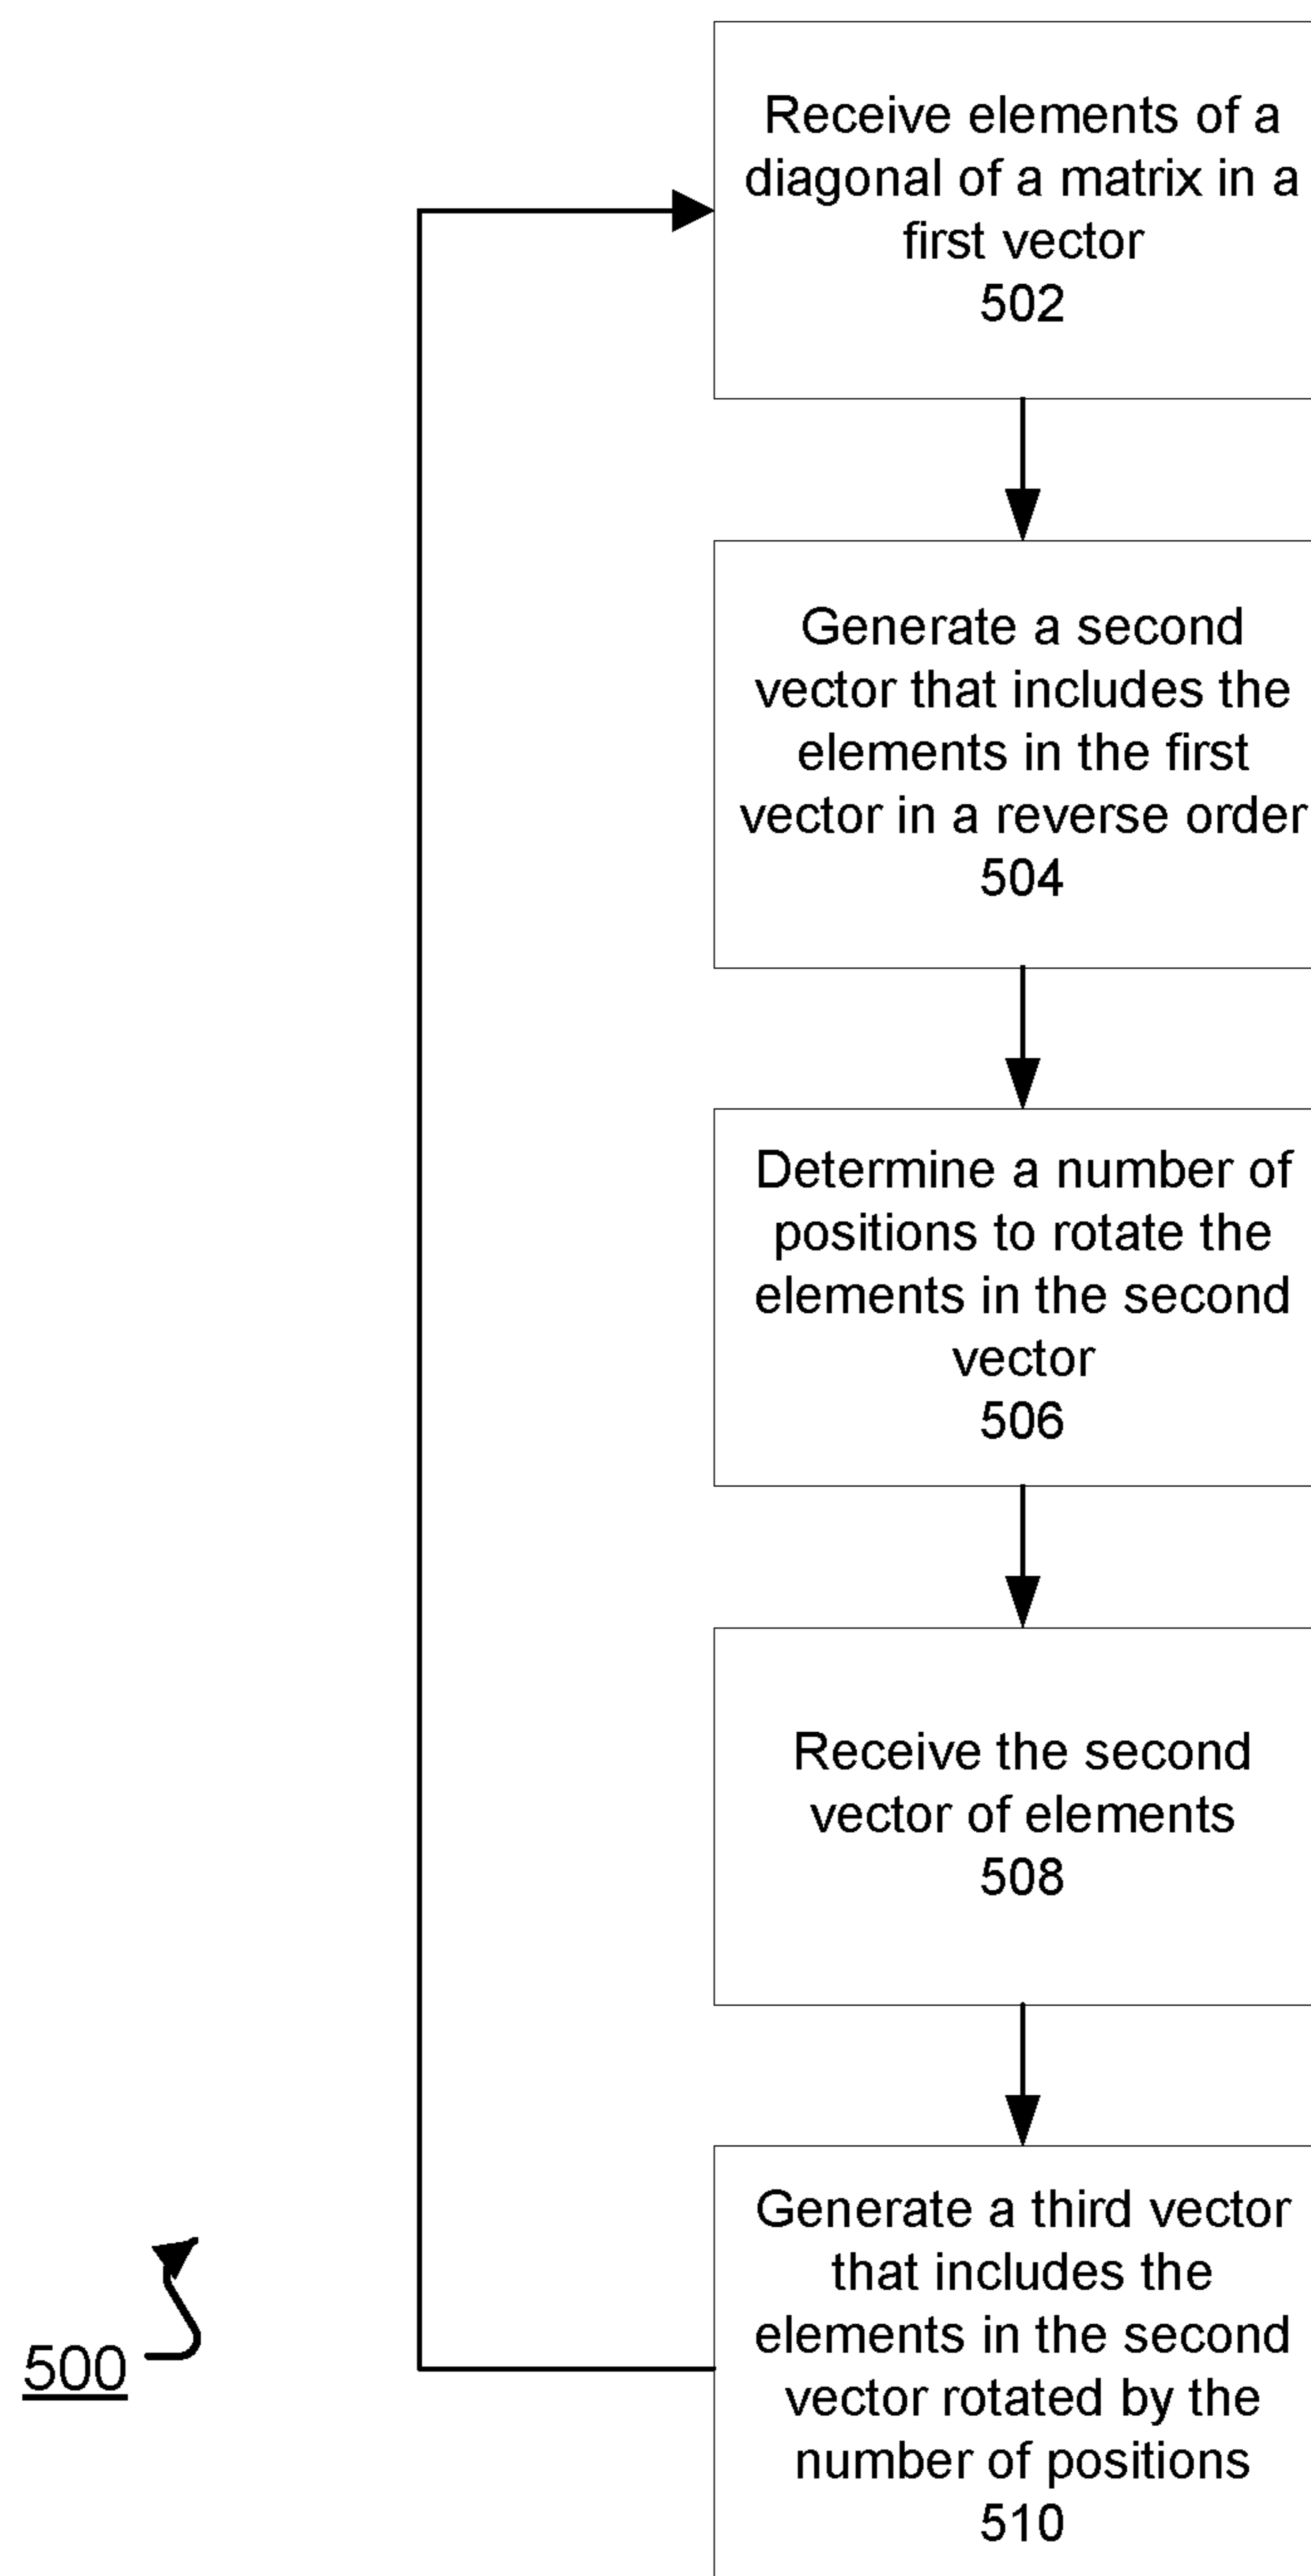 Receive elements of a
diagonal of a matrix in a
first vector
502
Generate a second
vector that includes the
elements in the first
vector in a reverse order
504
Determine a number of
positions to rotate the
elements in the second
vector
506
Receive the second
vector of elements
508
Generate a third vector
that includes the
elements in the second
vector rotated by the
number of positions
510
500